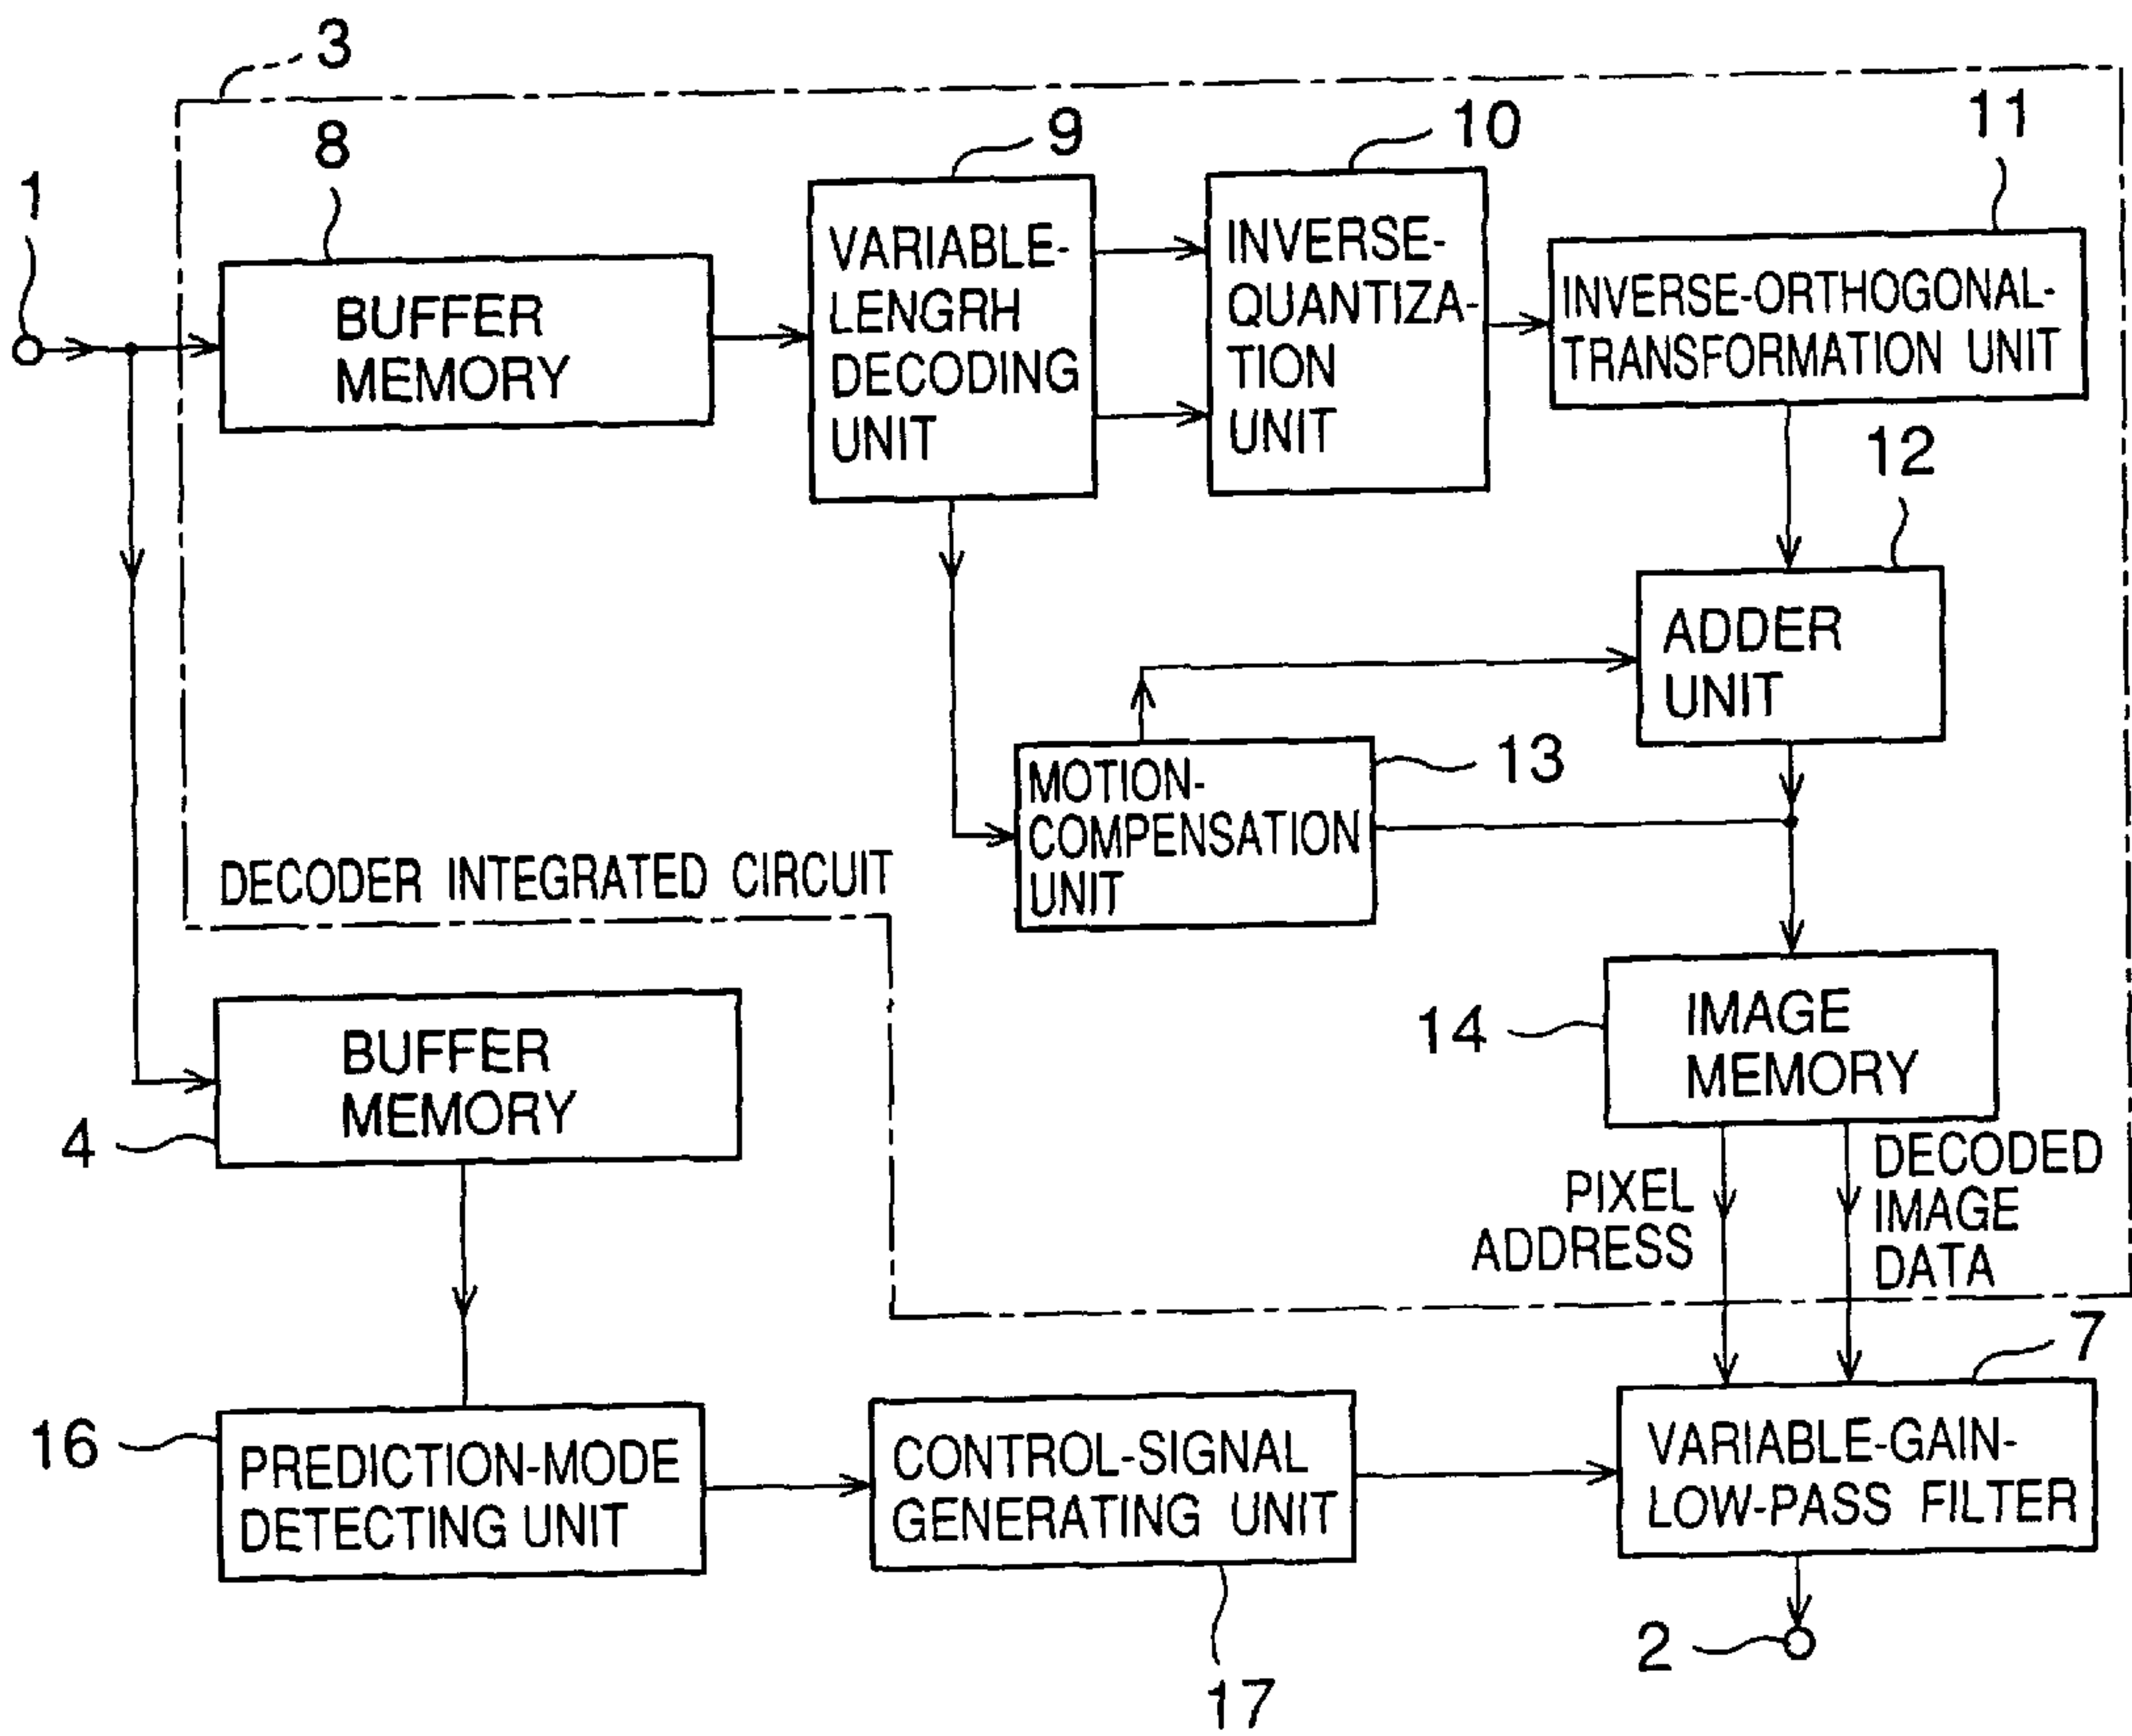 3
8
9
10
11
1
BUFFER
MEMORY
VARIABLE-
LENGRH
DECODING
UNIT
INVERSE-
QUANTIZA-
TION
UNIT
INVERSE-ORTHOGONAL-
TRANSFORMATION UNIT
12
ADDER
UNIT
13
MOTION-
COMPENSATION
UNIT
DECODER INTEGRATED CIRCUIT
14
IMAGE
MEMORY
BUFFER
MEMORY
4
PIXEL
ADDRESS
DECODED
IMAGE
DATA
7
16
PREDICTION-MODE
DETECTING UNIT
CONTROL-SIGNAL
GENERATING UNIT
VARIABLE-GAIN-
LOW-PASS FILTER
2
17